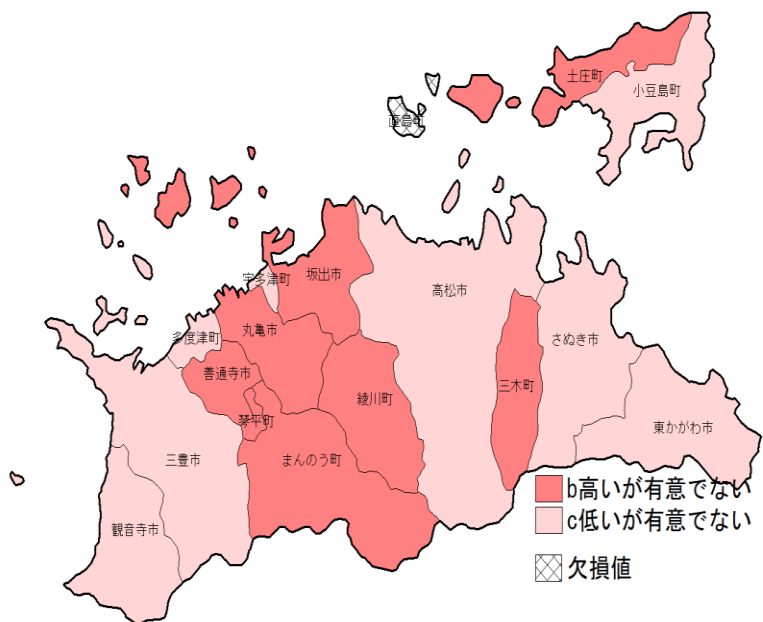 土庄町
小豆島町
直島町
宇多津町
坂出市
高松市
多度津町
丸亀市
さぬき市
善通寺市
三木町
綾川町
琴平町
東かがわ市
三豊市
まんのう町
観音寺市
b高いが有意でない
c低いが有意でない
欠損値